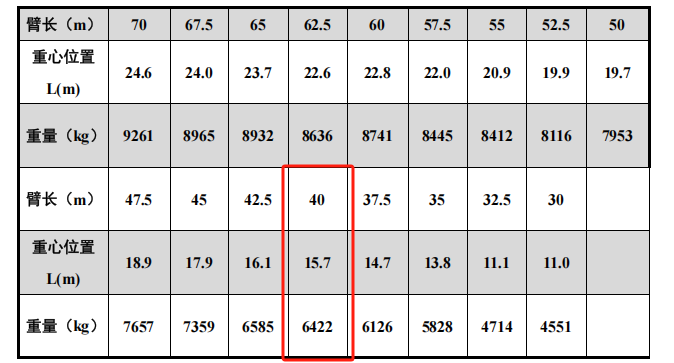 臂长（m） 70 67.5 65 62.5 60 57.5 55 52.5 50
重心位置
L(m) 24.6 24.0 23.7 22.6 22.8 22.0 20.9 19.9 19.7
重量（kg） 9261 8965 8932 8636 8741 8445 8412 8116 7953
臂长（m） 47.5 45 42.5 40 37.5 35 32.5 30
重心位置
L(m) 18.9 17.9 16.1 15.7 14.7 13.8 11.1 11.0
重量（kg） 7657 7359 6585 6422 6126 5828 4714 4551